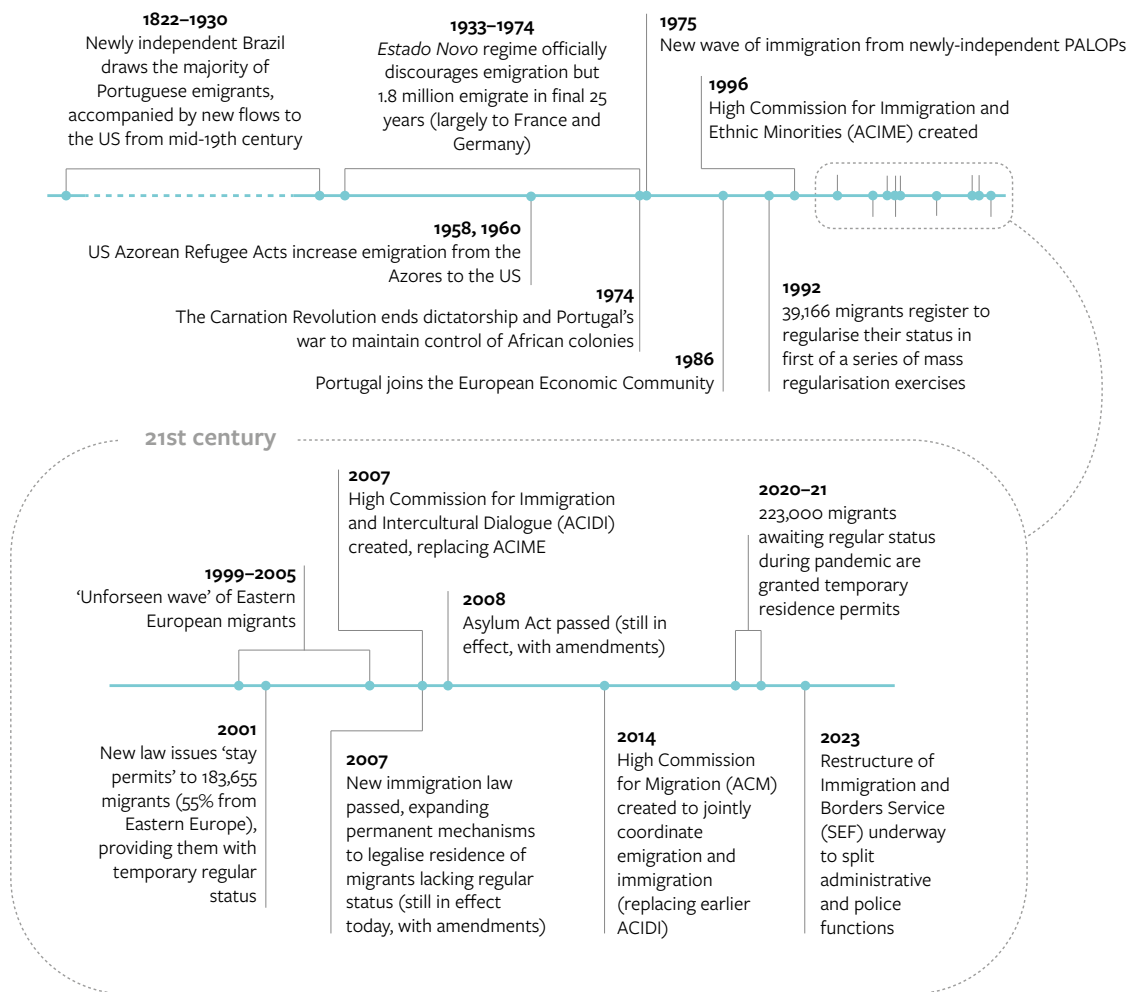 1822–1930
Newly independent Brazil
draws the majority of
Portuguese emigrants,
accompanied by new flows to
the US from mid-19th century
1933–1974
Estado Novo regime officially
discourages emigration but
1.8 million emigrate in final 25
years (largely to France and
Germany)
1975
New wave of immigration from newly-independent PALOPs
1996
High Commission for Immigration and
Ethnic Minorities (ACIME) created
1958, 1960
US Azorean Refugee Acts increase emigration from the
Azores to the US
1974
The Carnation Revolution ends dictatorship and Portugal’s
war to maintain control of African colonies
1986
Portugal joins the European Economic Community
1992
39,166 migrants register to
regularise their status in
first of a series of mass
regularisation exercises
21st century
2007
High Commission for Immigration
and Intercultural Dialogue (ACIDI)
created, replacing ACIME
2020–21
223,000 migrants
awaiting regular status
during pandemic are
granted temporary
residence permits
1999–2005
‘Unforseen wave’ of Eastern
European migrants
2008
Asylum Act passed (still in
effect, with amendments)
2001
New law issues ‘stay
permits’ to 183,655
migrants (55% from
Eastern Europe),
providing them with
temporary regular
status
2007
New immigration law
passed, expanding
permanent mechanisms
to legalise residence of
migrants lacking regular
status (still in effect
today, with amendments)
2014
High Commission
for Migration (ACM)
created to jointly
coordinate
emigration and
immigration
(replacing earlier
ACIDI)
2023
Restructure of
Immigration and
Borders Service
(SEF) underway
to split
administrative
and police
functions